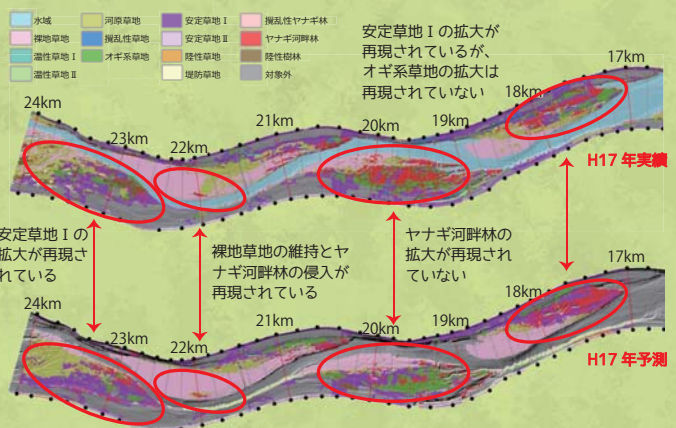 水域
河原草地
安定草地Ⅰ
撹乱性ヤナギ林
裸地草地
撹乱性草地
安定草地Ⅱ
ヤナギ河畔林
湿性草地Ⅰ
オギ系草地
陸性草地
陸性樹林
湿性草地Ⅱ
堤防草地
対象外
安定草地Ⅰの拡大が
再現されているが、
オギ系草地の拡大は
再現されていない
24km
23km
22km
21km
20km
19km
18km
17km
H17年実績
安定草地Ⅰの
拡大が再現さ
れている
裸地草地の維持とヤ
ナギ河畔林の侵入が
再現されている
ヤナギ河畔林の
拡大が再現され
ていない
24km
23km
22km
21km
20km
19km
18km
17km
H17年予測